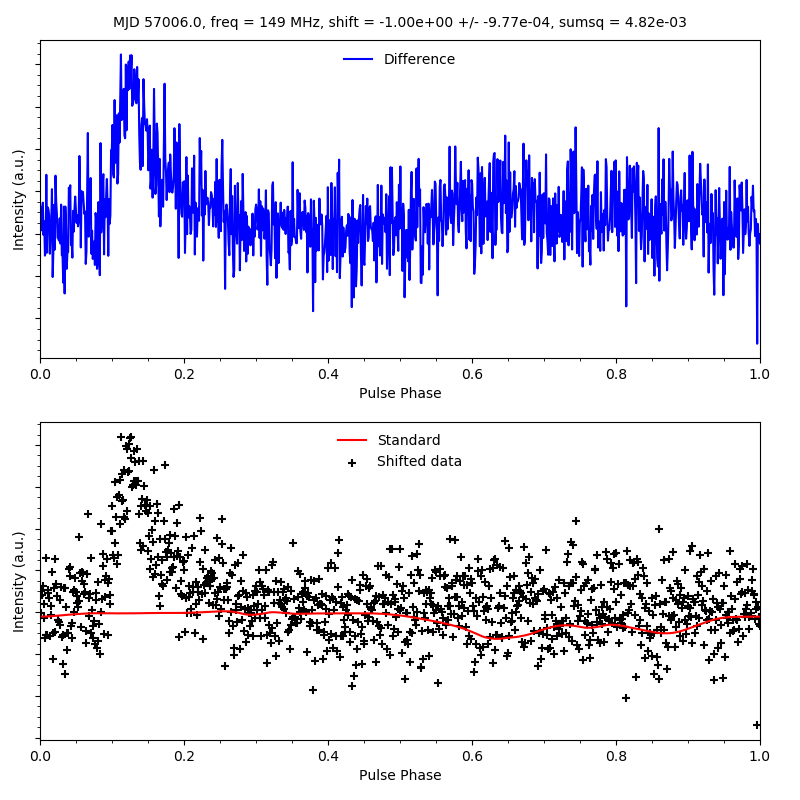 MJD 57006.0, freq = 149 MHz, shift = -1.00e+00 +/- -9.77e-04, sumsq = 4.82e-03
Difference
Intensity (a.u.)
0.0 0.2 0.4 0.6 0.8 1.0
Pulse Phase
Standard
Shifted data
Intensity (a.u.)
0.0 0.2 0.4 0.6 0.8 1.0
Pulse Phase